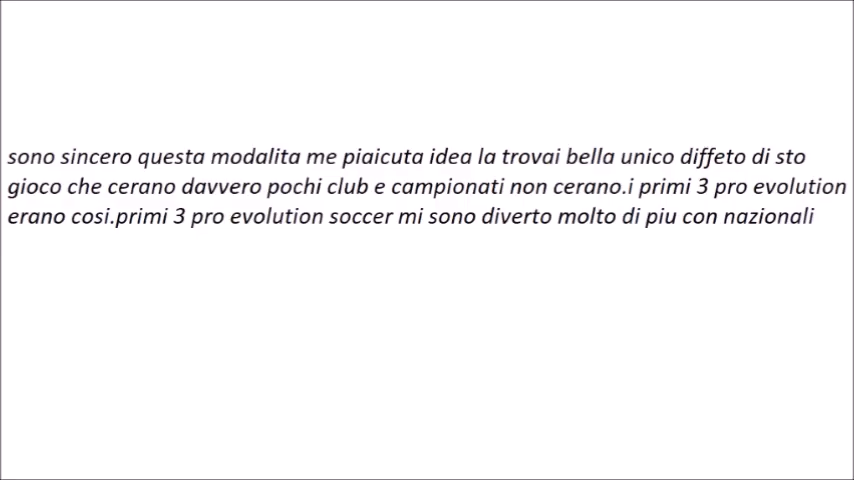 sono sincero questa modalita me piaicuta idea la trovai bella unico diffeto di sto
gioco che cerano davvero pochi club e campionati non cerano.i primi 3 pro evolution
erano cosi.primi 3 pro evolution soccer mi sono diverto molto di piu con nazionali